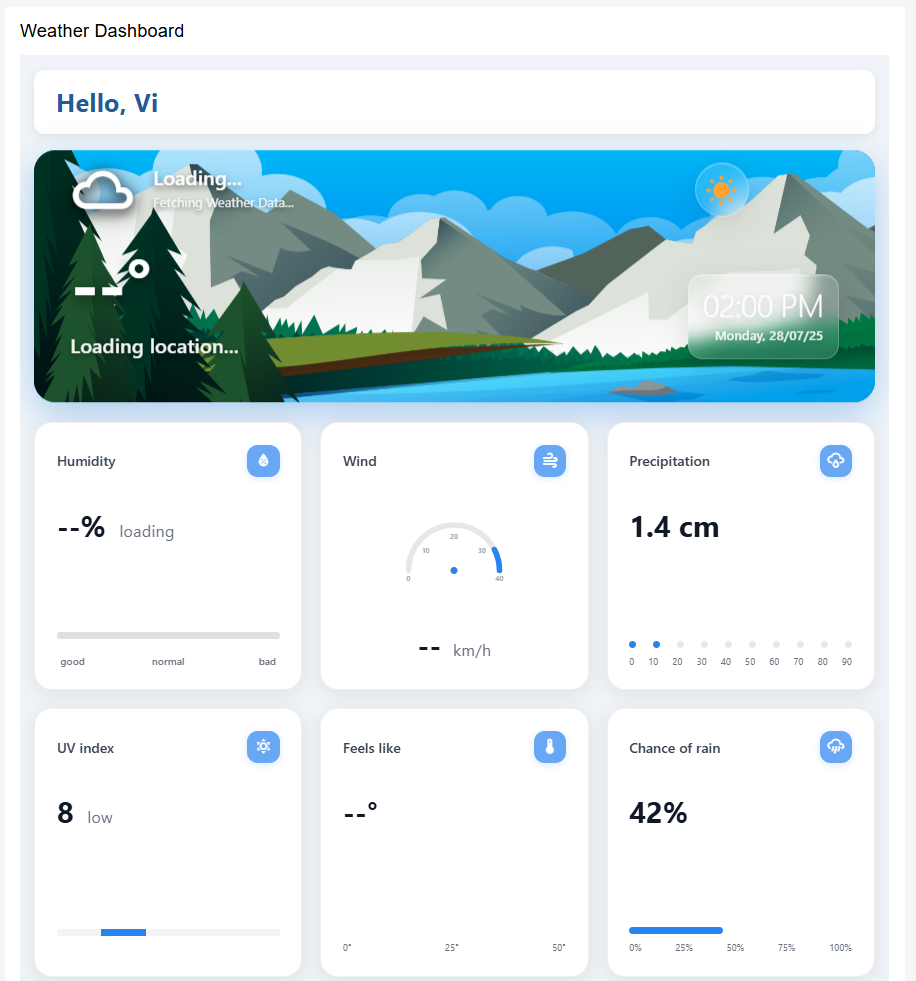 Weather Dashboard
Hello, Vi
Loading...
Fetching Weather Data...
--°
Loading location...
02:00 PM
Monday, 28/07/25
Humidity
--% loading
good normal bad
Wind
0 10 20 30 40
-- km/h
Precipitation
1.4 cm
0 10 20 30 40 50 60 70 80 90
UV index
8 low
Feels like
--°
0° 25° 50°
Chance of rain
42%
0% 25% 50% 75% 100%